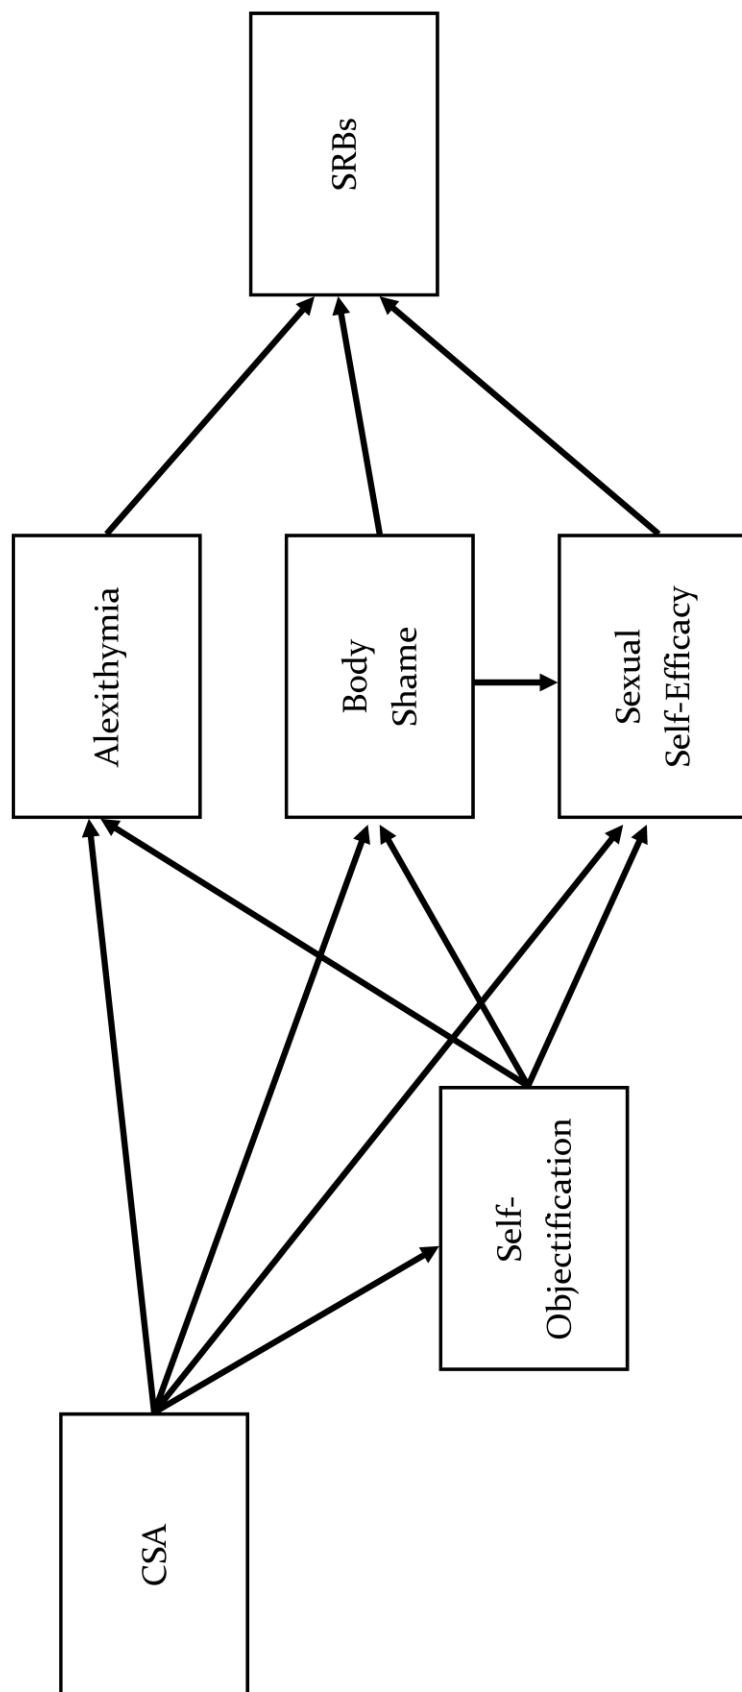 CSA
Self-
Objectification
Alexithymia
Body
Shame
Sexual
Self-Efficacy
SRBs